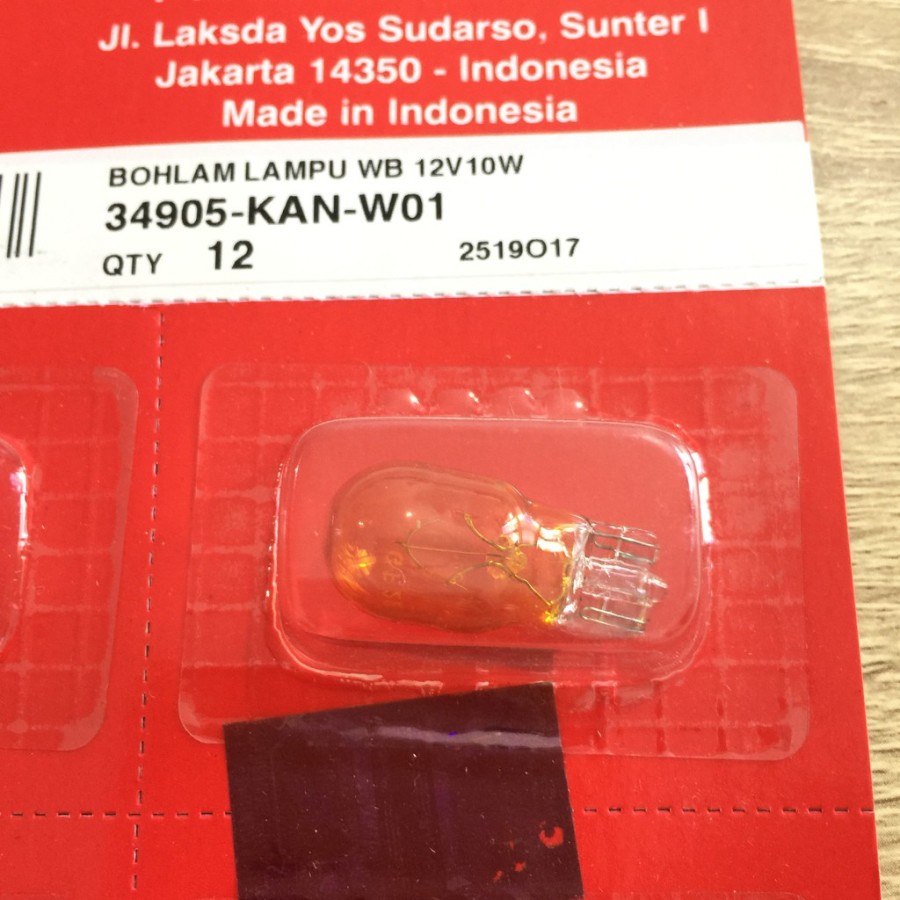 Jl. Laksda Yos Sudarso, Sunter I
Jakarta 14350 - Indonesia
Made in Indonesia
BOHLAM LAMPU WB 12V10W
34905-KAN-W01
QTY 12 2519O17